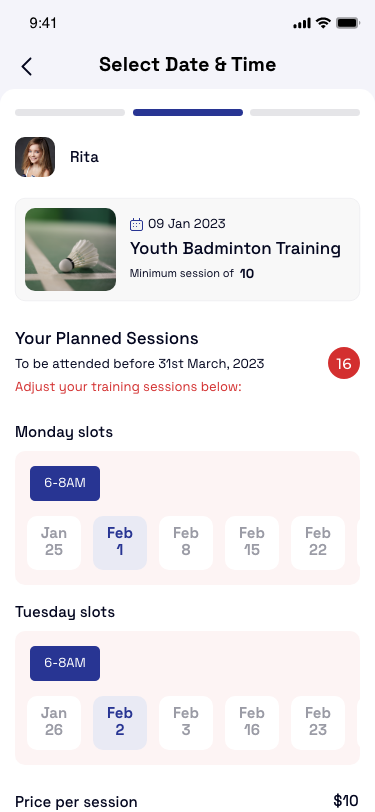 9:41
Select Date & Time
Rita
09 Jan 2023
Youth Badminton Training
Minimum session of 10
Your Planned Sessions
To be attended before 31st March, 2023
16
Adjust your training sessions below:
Monday slots
6-8AM
Jan Feb Feb Feb Feb
25 1 8 15 22
Tuesday slots
6-8AM
Jan Feb Feb Feb Feb
26 2 3 16 23
Price per session $10